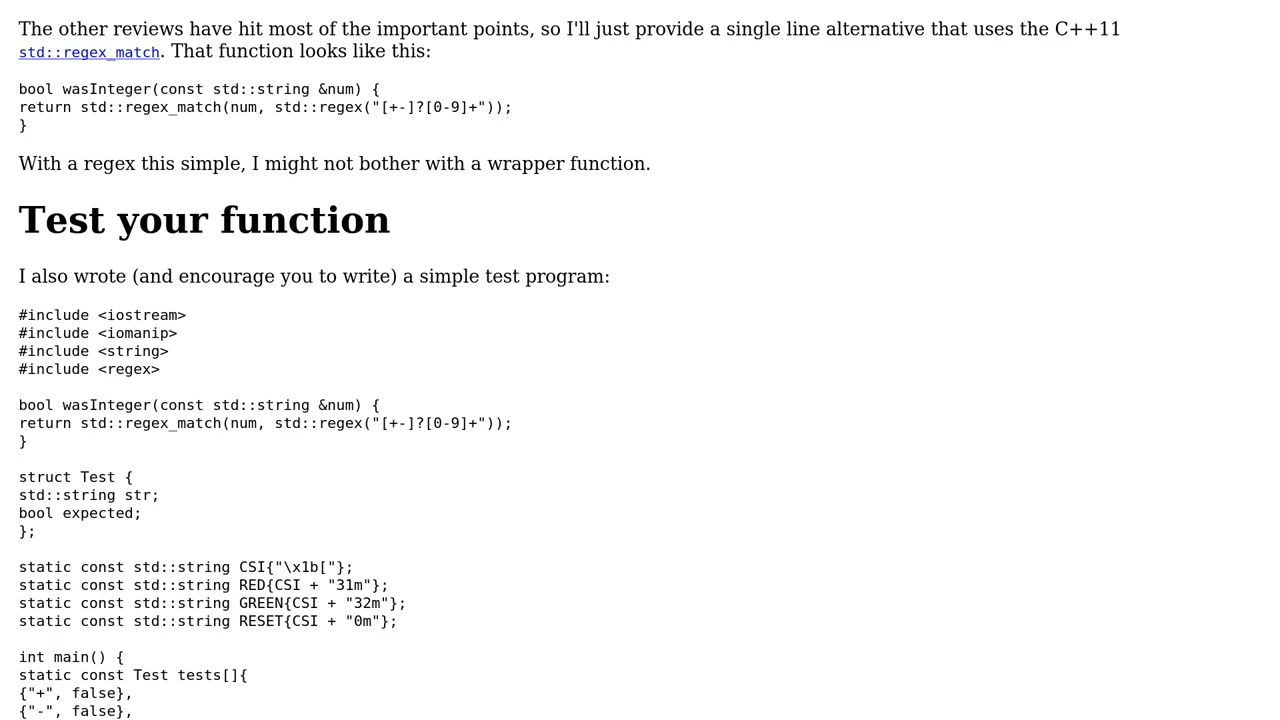 The other reviews have hit most of the important points, so I'll just provide a single line alternative that uses the C++11
std::regex_match. That function looks like this:
bool wasInteger(const std::string &num) {
return std::regex_match(num, std::regex("[+-]?[0-9]+"));
}
With a regex this simple, I might not bother with a wrapper function.
Test your function
I also wrote (and encourage you to write) a simple test program:
#include <iostream>
#include <iomanip>
#include <string>
#include <regex>
bool wasInteger(const std::string &num) {
return std::regex_match(num, std::regex("[+-]?[0-9]+"));
}
struct Test {
std::string str;
bool expected;
};
static const std::string CSI{"\x1b["};
static const std::string RED{CSI + "31m"};
static const std::string GREEN{CSI + "32m"};
static const std::string RESET{CSI + "0m"};
int main() {
static const Test tests[]{
{"+", false},
{"-", false},